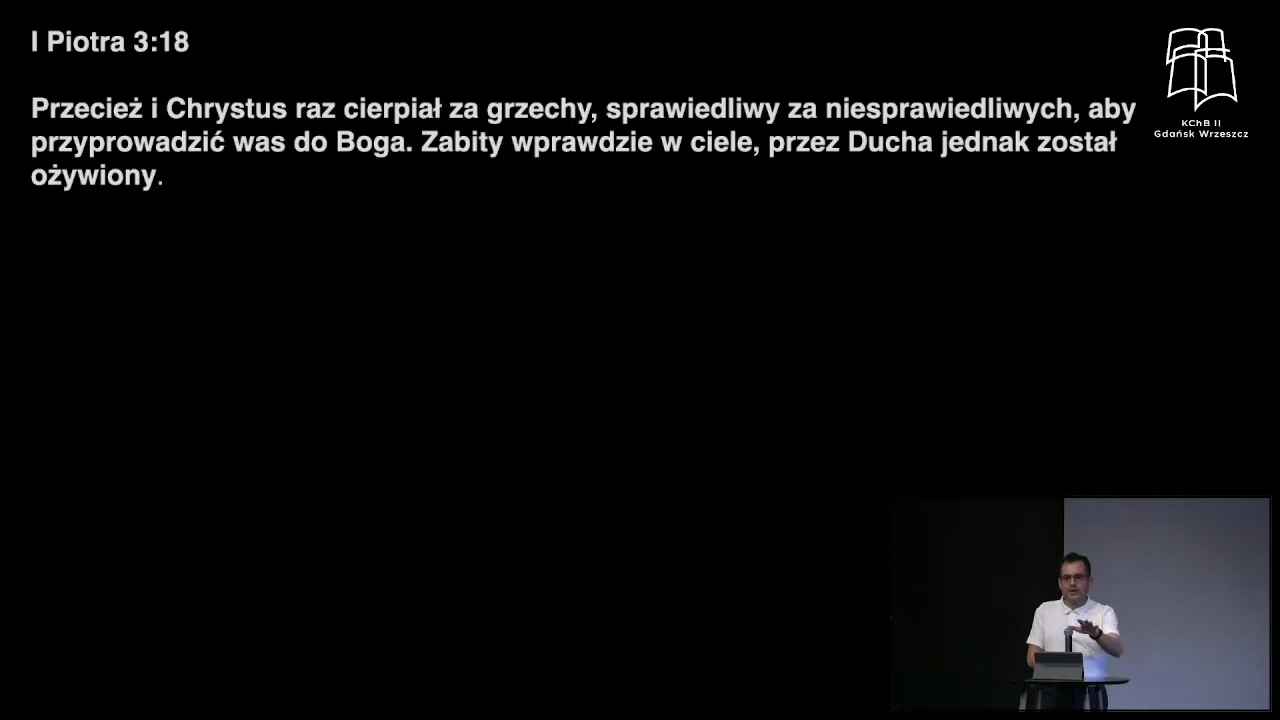 I Piotra 3:18
Przecież i Chrystus raz cierpiał za grzechy, sprawiedliwy za niesprawiedliwych, aby
przyprowadzić was do Boga. Zabity wprawdzie w ciele, przez Ducha jednak został
ożywiony.
KChB II
Gdańsk Wrzeszcz